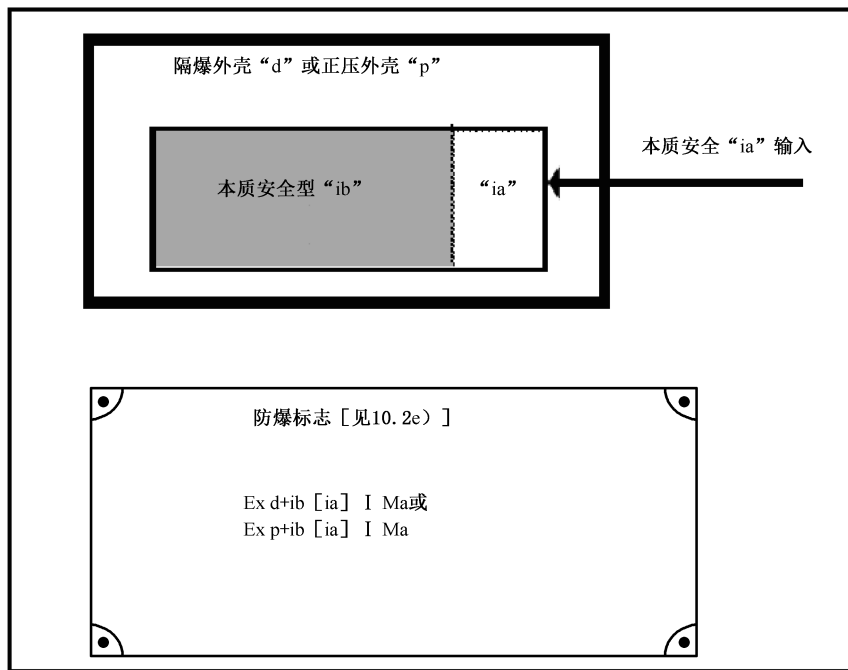 隔爆外壳“d”或正压外壳“p”
本质安全“ia”输入
本质安全型“ib”
“ia”
防爆标志［见10.2e）］
Ex d+ib［ia］Ⅰ Ma或
Ex p+ib［ia］Ⅰ Ma